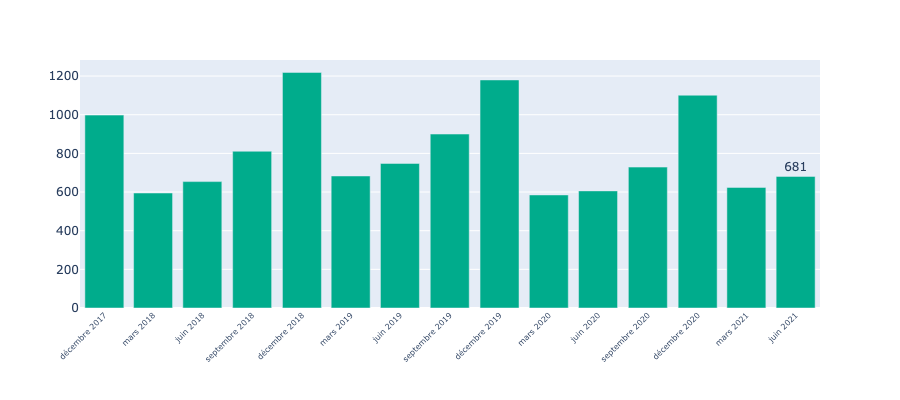 1200
1000
800
600
400
200
0
681
décembre 2017
mars 2018
juin 2018
septembre 2018
décembre 2018
mars 2019
juin 2019
septembre 2019
décembre 2019
mars 2020
juin 2020
septembre 2020
décembre 2020
mars 2021
juin 2021